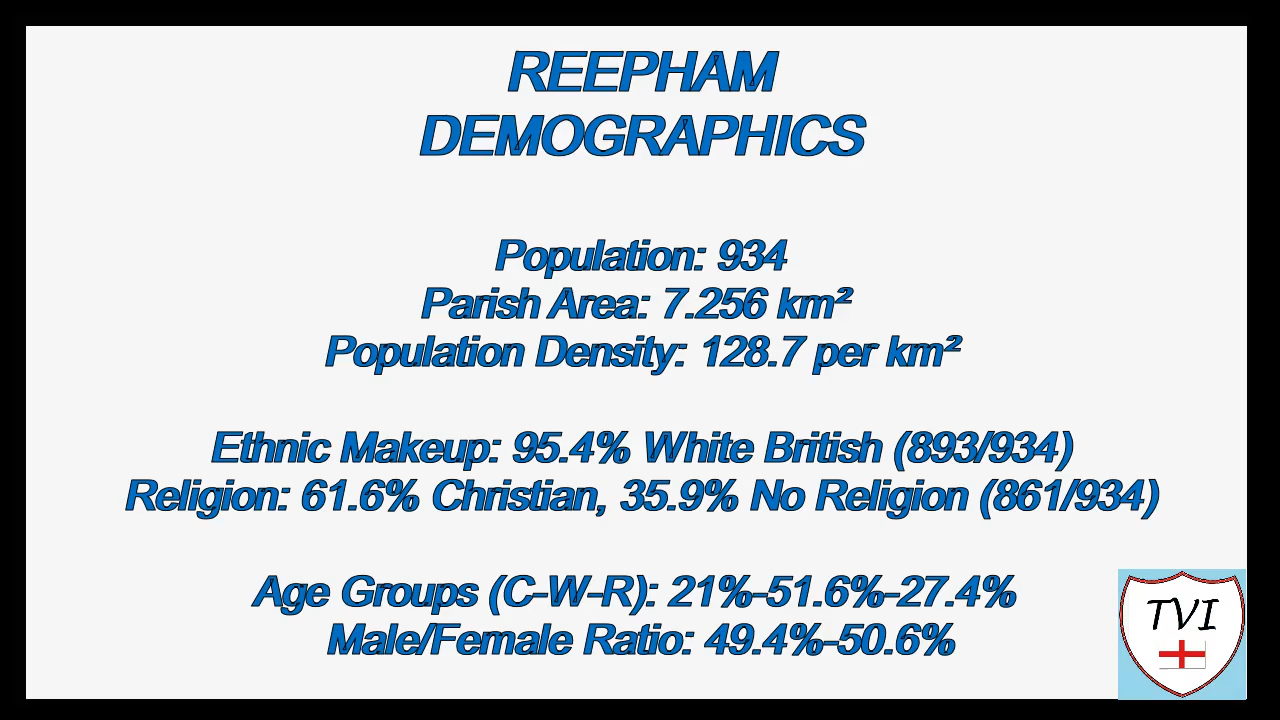 REEPHAM
DEMOGRAPHICS
Population: 934
Parish Area: 7.256 km²
Population Density: 128.7 per km²
Ethnic Makeup: 95.4% White British (893/934)
Religion: 61.6% Christian, 35.9% No Religion (861/934)
Age Groups (C-W-R): 21%-51.6%-27.4%
Male/Female Ratio: 49.4%-50.6%
TVI